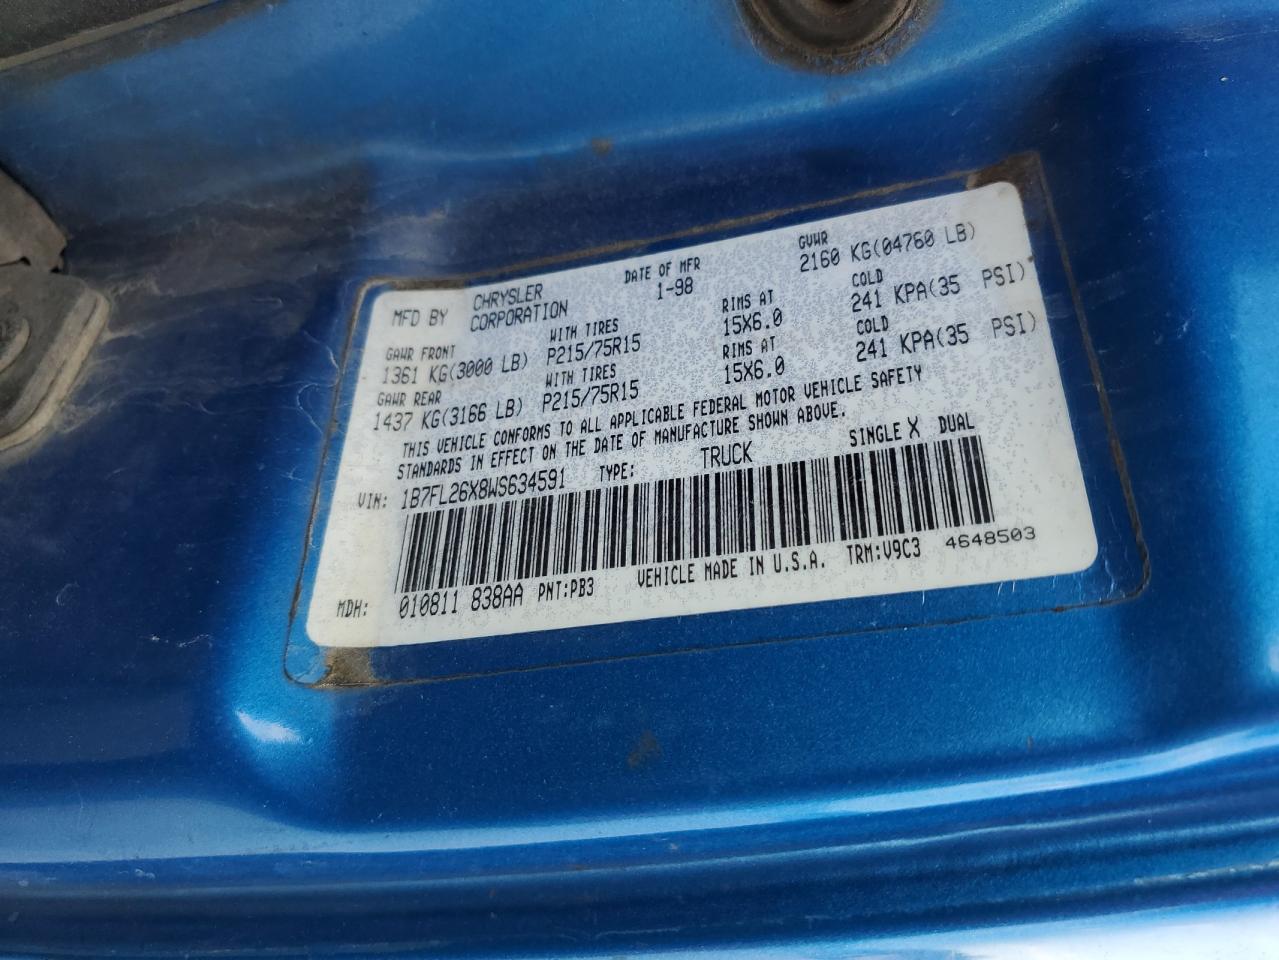 MFD BY CHRYSLER CORPORATION DATE OF MFR 1-98 GVWR 2160 KG(04760 LB)
GAWR FRONT WITH TIRES RIMS AT COLD
1361 KG(3000 LB) P215/75R15 15X6.0 241 KPA(35 PSI)
GAWR REAR WITH TIRES RIMS AT COLD
1437 KG(3166 LB) P215/75R15 15X6.0 241 KPA(35 PSI)
THIS VEHICLE CONFORMS TO ALL APPLICABLE FEDERAL MOTOR VEHICLE SAFETY
STANDARDS IN EFFECT ON THE DATE OF MANUFACTURE SHOWN ABOVE.
VIN: 1B7FL26X8WS634591 TYPE: TRUCK SINGLE X DUAL
MDH: 010811 838AA PNT:PB3 VEHICLE MADE IN U.S.A. TRM:V9C3 4648503